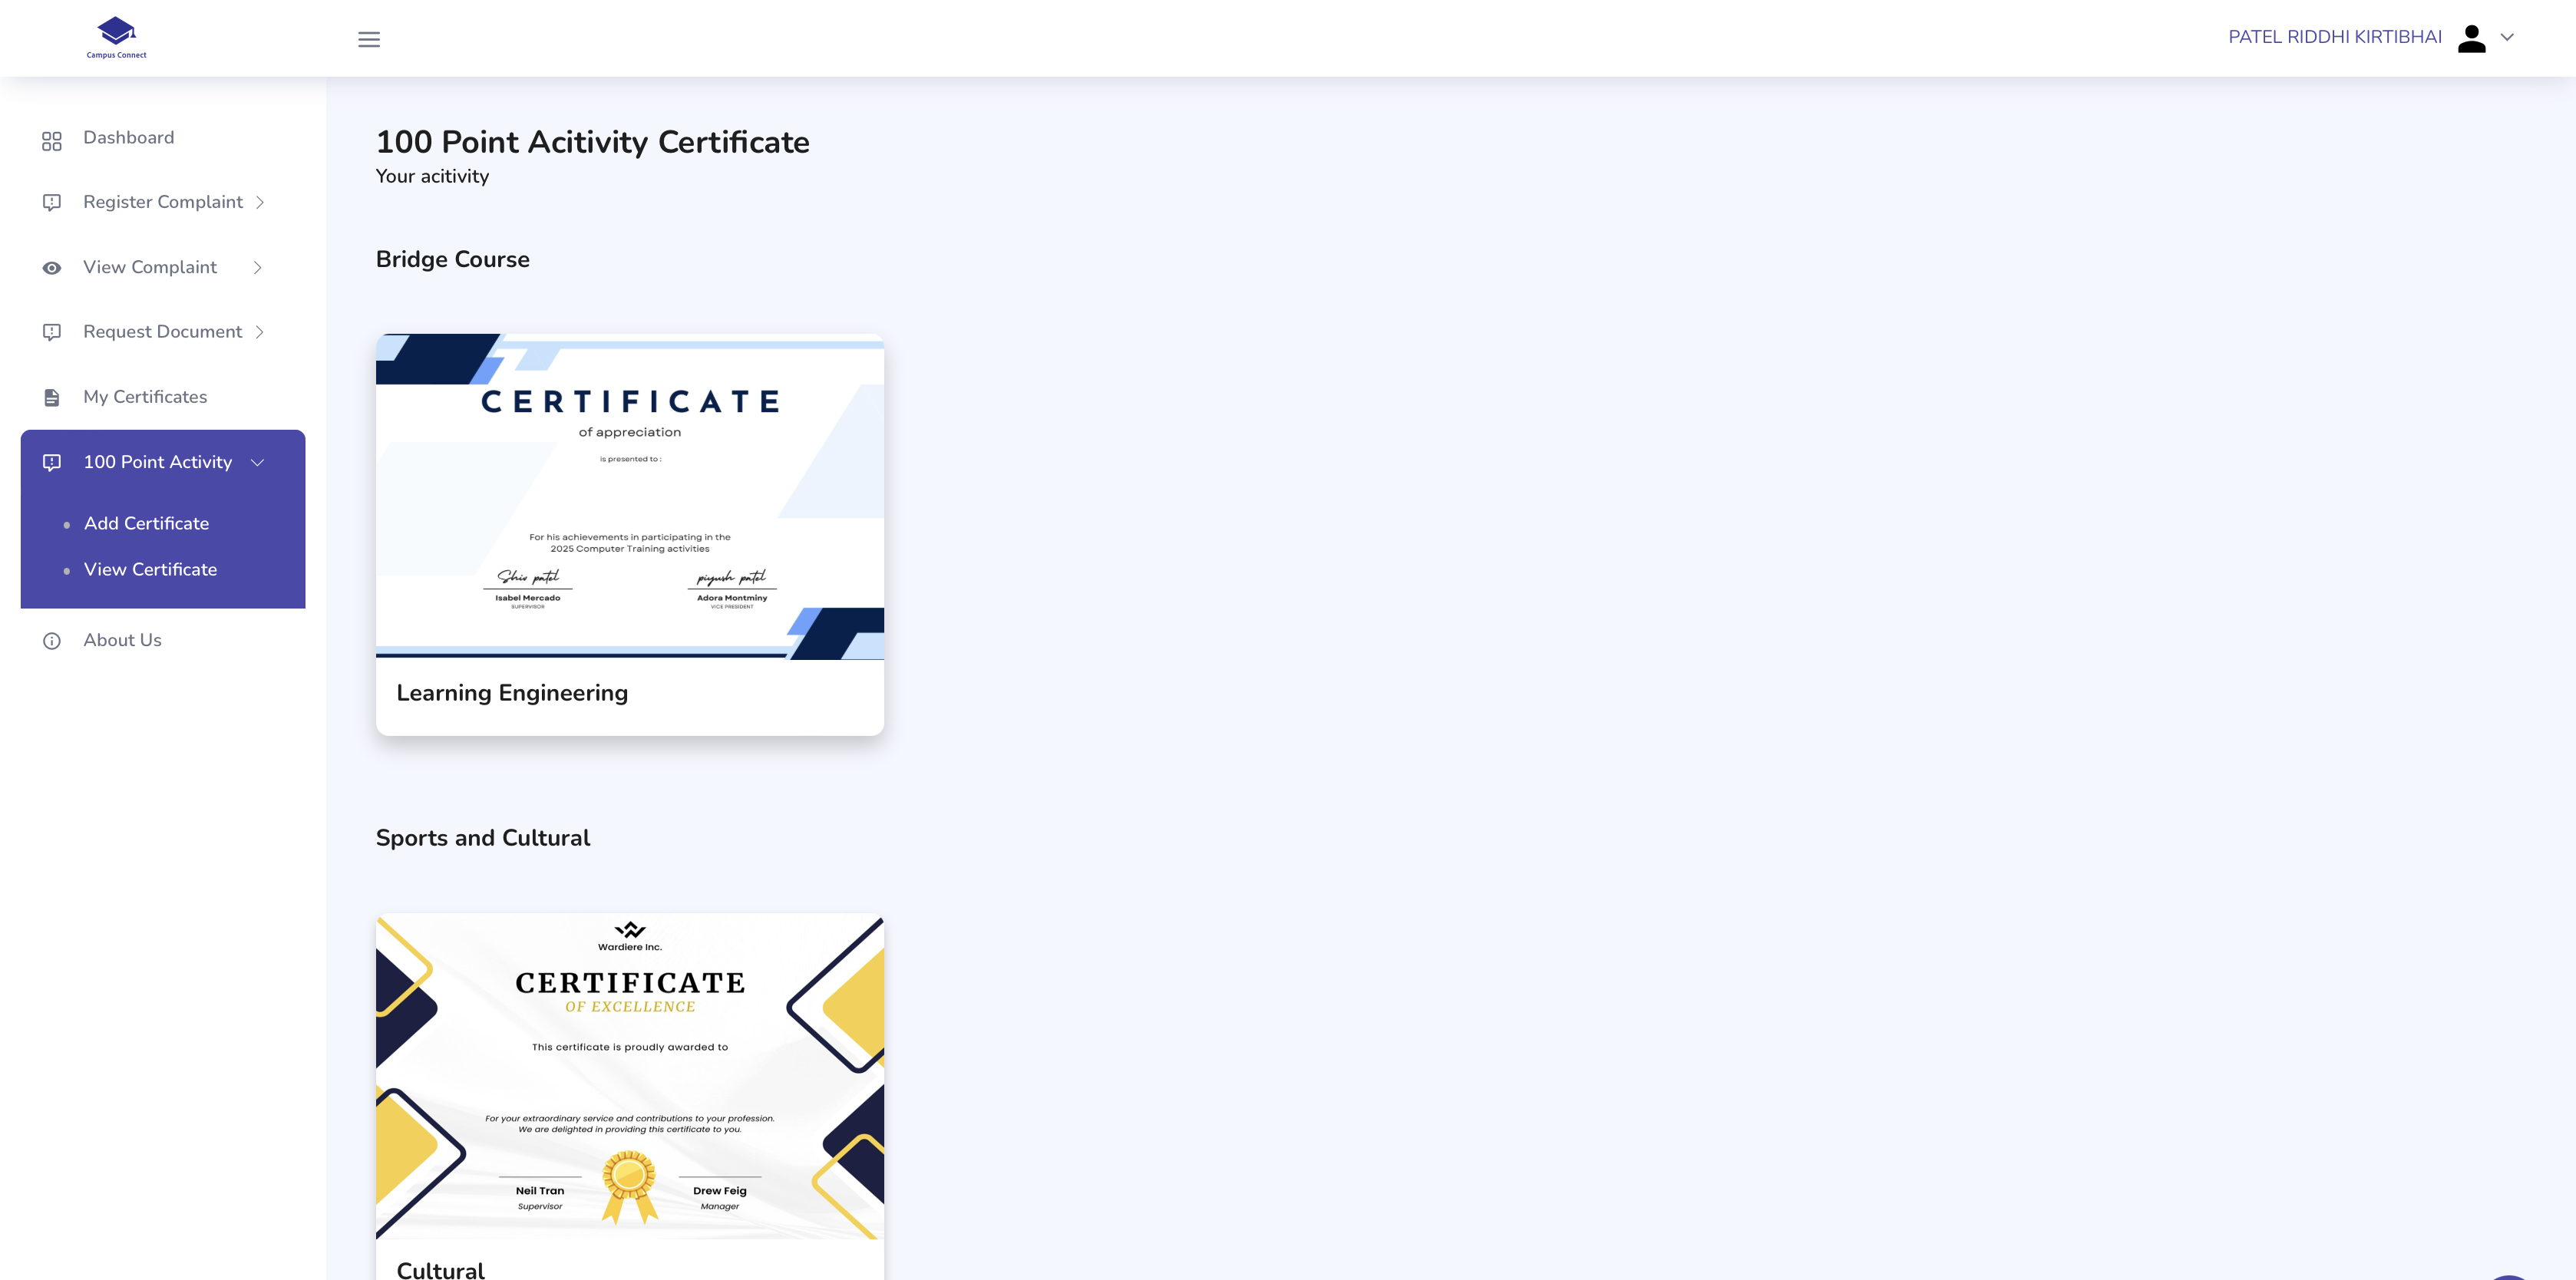 Campus Connect
PATEL RIDDHI KIRTIBHAI
Dashboard
Register Complaint
View Complaint
Request Document
My Certificates
100 Point Activity
Add Certificate
View Certificate
About Us
100 Point Acitivity Certificate
Your acitivity
Bridge Course
CERTIFICATE
of appreciation
is presented to :
For his achievements in participating in the
2025 Computer Training activities
Shiv patel
piyush patel
Isabel Mercado
Adora Montminy
SUPERVISOR
VICE PRESIDENT
Learning Engineering
Sports and Cultural
Wardiere Inc.
CERTIFICATE
OF EXCELLENCE
This certificate is proudly awarded to
For your extraordinary service and contributions to your profession.
We are delighted in providing this certificate to you.
Neil Tran
Drew Feig
Supervisor
Manager
Cultural